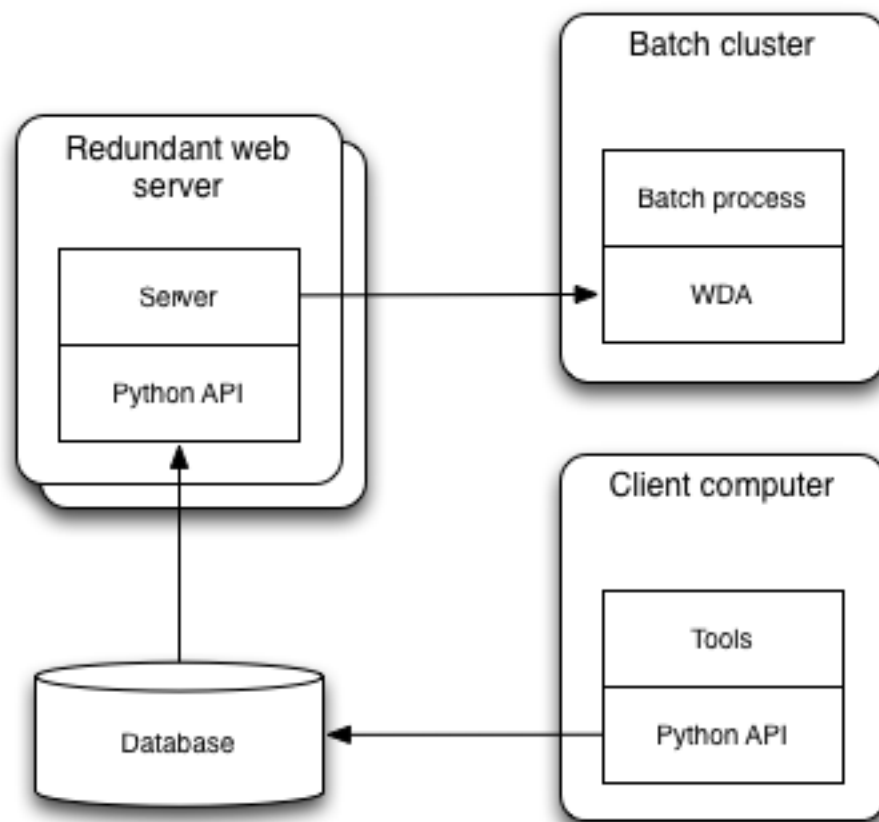 Batch cluster
Redundant web
server
Batch process
Server
WDA
Python API
Client computer
Tools
Database
Python API